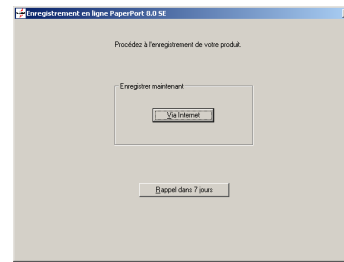 Enregistrement en ligne PaperPort 8.0 SE
Procédez à l'enregistrement de votre produit.
Enregistrer maintenant
Via Internet
Rappel dans 7 jours